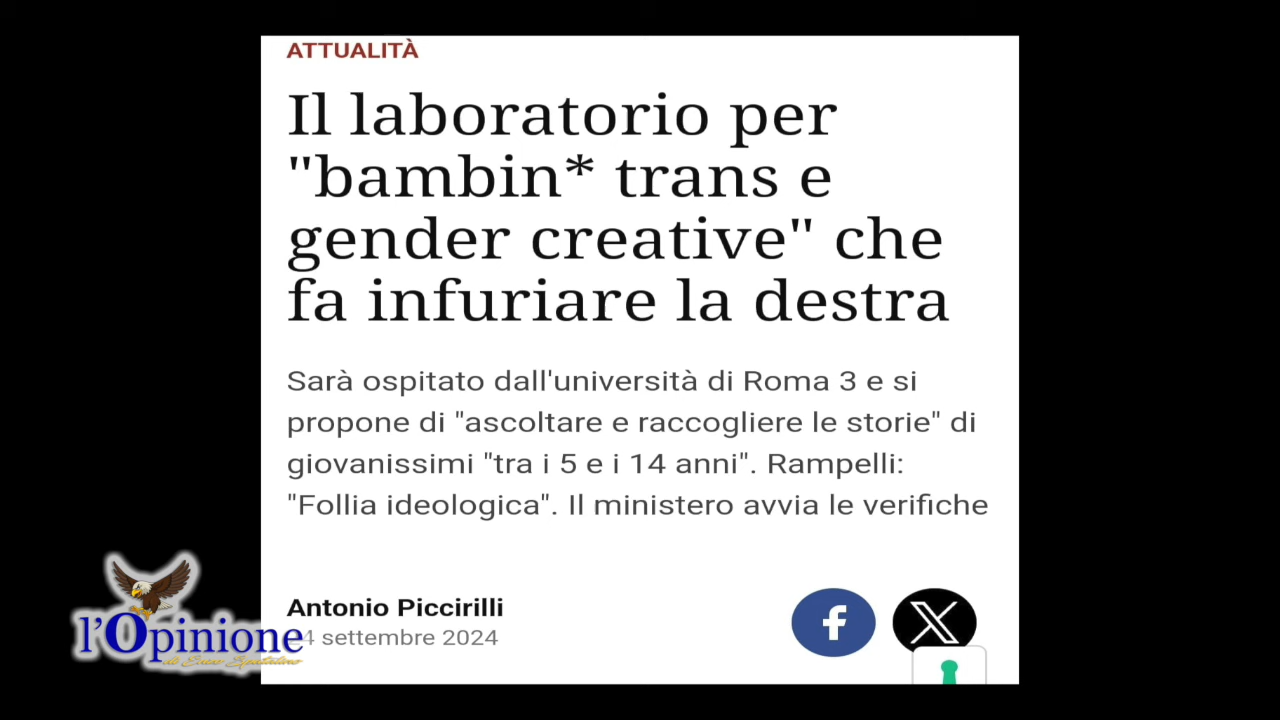 ATTUALITÀ
Il laboratorio per
"bambin* trans e
gender creative" che
fa infuriare la destra
Sarà ospitato dall'università di Roma 3 e si
propone di "ascoltare e raccogliere le storie" di
giovanissimi "tra i 5 e i 14 anni". Rampelli:
"Follia ideologica". Il ministero avvia le verifiche
Antonio Piccirilli
4 settembre 2024
l'Opinione